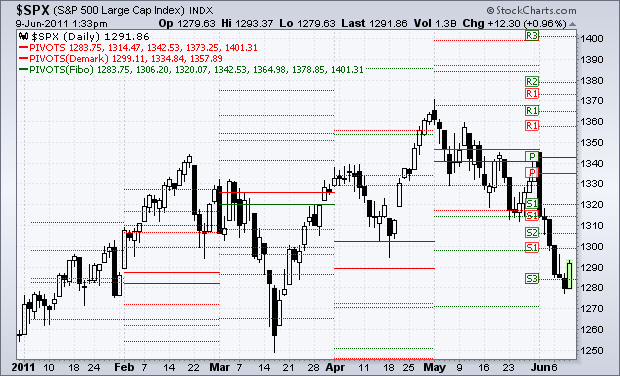 $SPX (S&P 500 Large Cap Index) INDX
© StockCharts.com
9-Jun-2011 1:33pm Op 1279.63 Hi 1293.37 Lo 1279.63 Last 1291.86 Vol 1.3B Chg +12.30 (+0.96%)
$SPX (Daily) 1291.86
PIVOTS 1283.75, 1314.47, 1342.53, 1373.25, 1401.31
PIVOTS(Demark) 1299.11, 1334.84, 1357.89
PIVOTS(Fibo) 1283.75, 1306.20, 1320.07, 1342.53, 1364.98, 1378.85, 1401.31
R3
1400
1390
R2
1380
R1
1370
1360
R1
1350
P
1340
P
1330
S1
1320
S1
1310
S2
S1
1300
1290
S3
1280
1270
1260
1250
2011 10 18 24 Feb 7 14 22 Mar 7 14 21 28 Apr 11 18 25 May 9 16 23 Jun 6